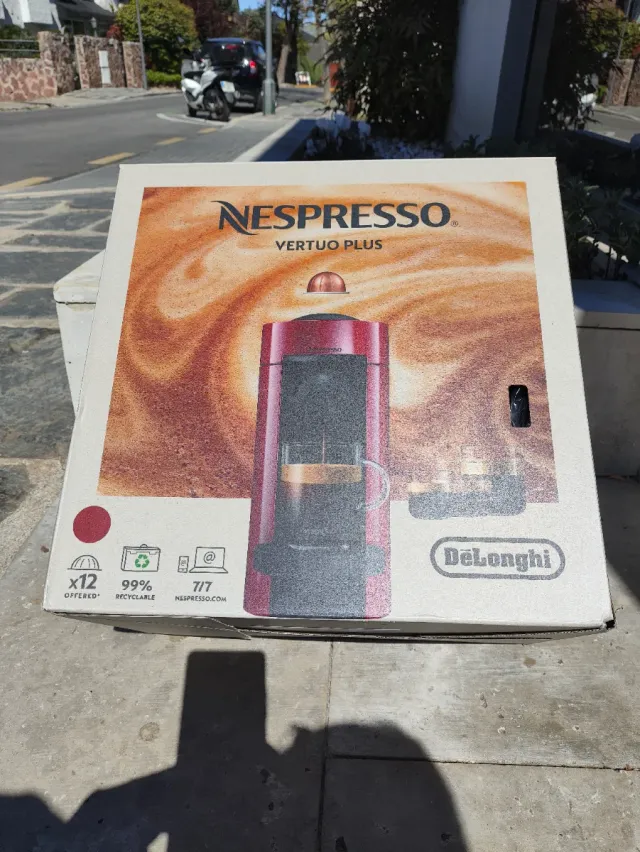 NESPRESSO®
VERTUO PLUS
x12
OFFERED*
99%
RECYCLABLE
@
7/7
NESPRESSO.COM
DeLonghi